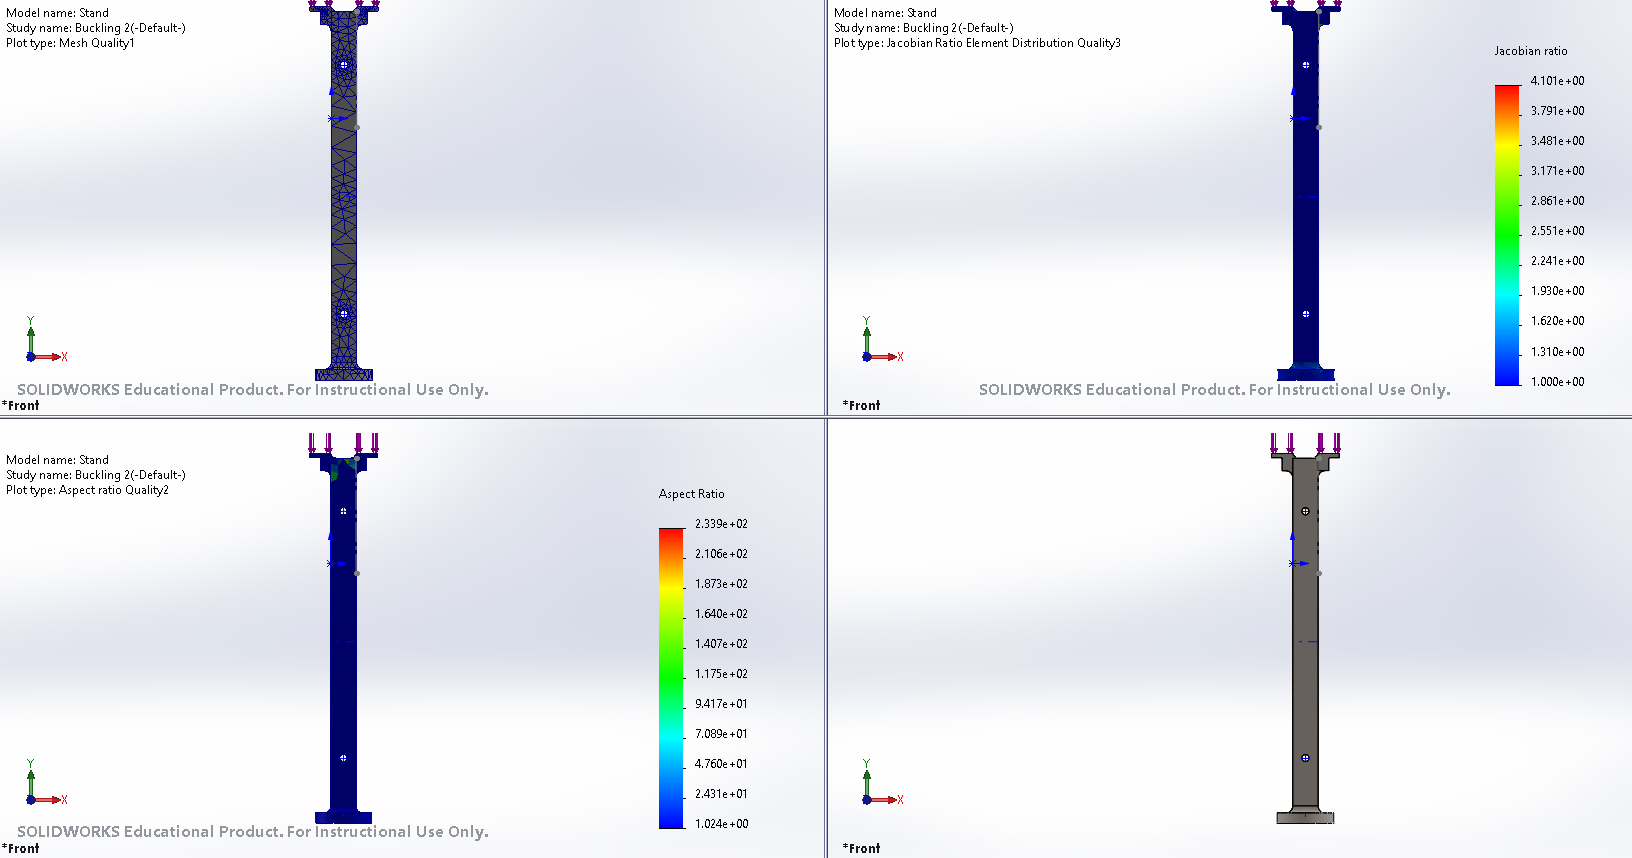 Model name: Stand
Study name: Buckling 2(-Default-)
Plot type: Mesh Quality1
Y
X
SOLIDWORKS Educational Product. For Instructional Use Only.
*Front
Model name: Stand
Study name: Buckling 2(-Default-)
Plot type: Jacobian Ratio Element Distribution Quality3
Jacobian ratio
4.101e+00
3.791e+00
3.481e+00
3.171e+00
2.861e+00
2.551e+00
2.241e+00
1.930e+00
1.620e+00
1.310e+00
1.000e+00
Y
X
SOLIDWORKS Educational Product. For Instructional Use Only.
*Front
Model name: Stand
Study name: Buckling 2(-Default-)
Plot type: Aspect ratio Quality2
Aspect Ratio
2.339e+02
2.106e+02
1.873e+02
1.640e+02
1.407e+02
1.175e+02
9.417e+01
7.089e+01
4.760e+01
2.431e+01
1.024e+00
Y
X
SOLIDWORKS Educational Product. For Instructional Use Only.
*Front
Y
X
*Front